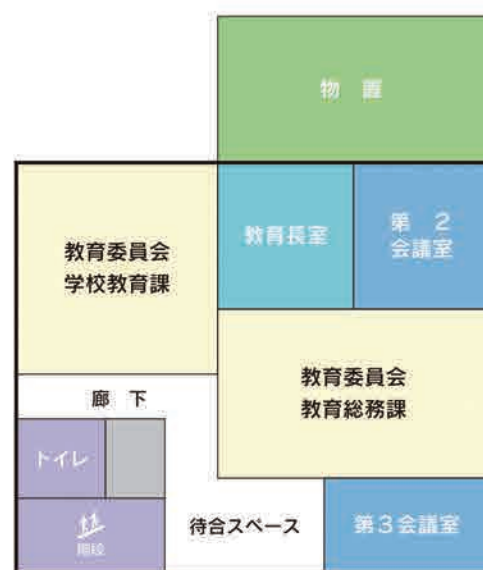 物 置
教育委員会
学校教育課
教育長室
第 2
会議室
教育委員会
教育総務課
廊 下
トイレ
階段
待合スペース
第3会議室